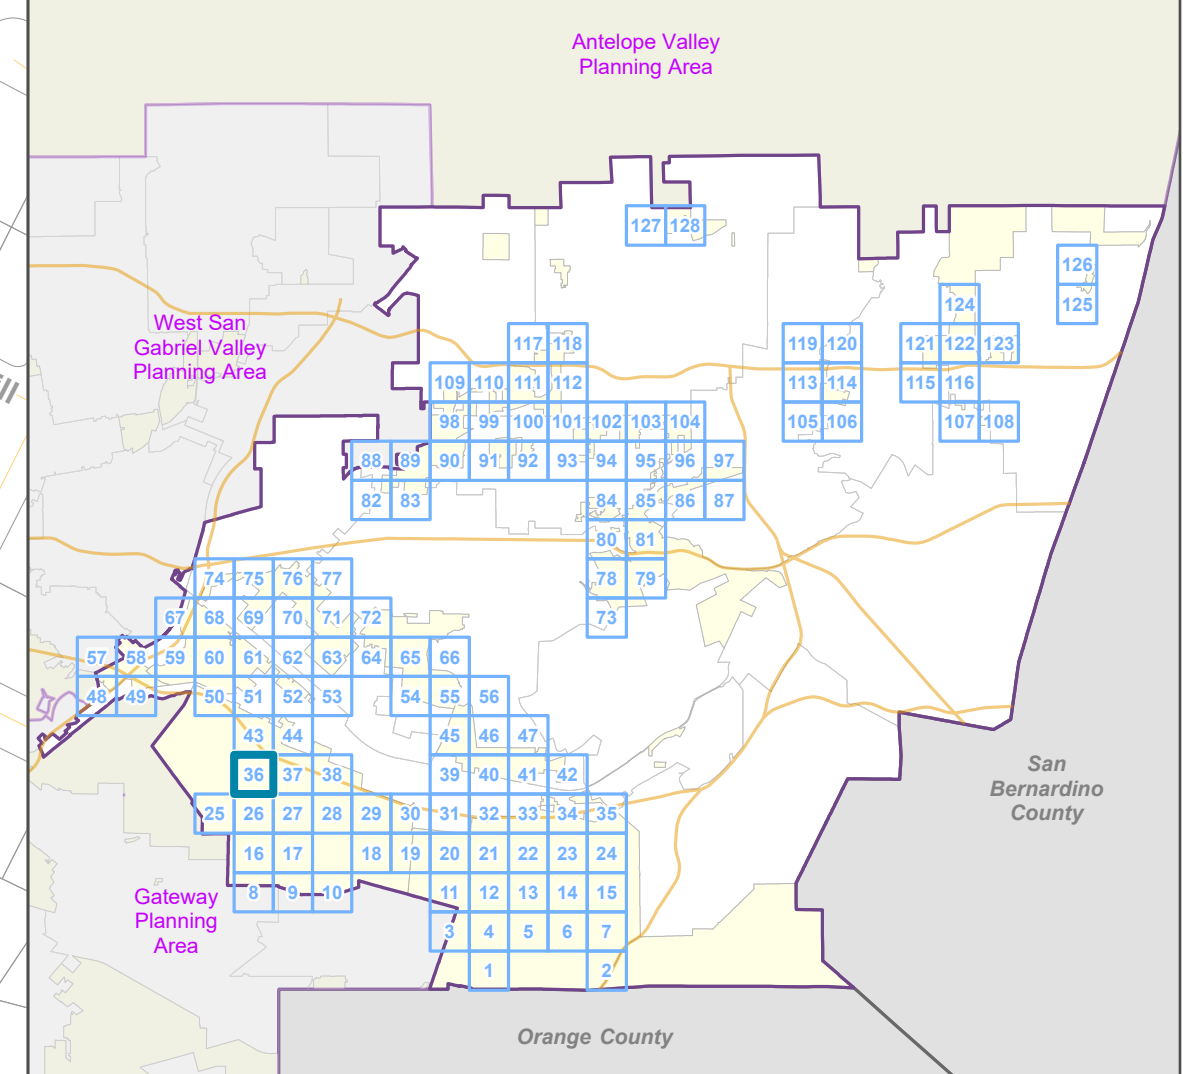 Antelope Valley
Planning Area
127 128
126
124 125
West San
Gabriel Valley
Planning Area
117 118 119 120 121 122 123
109 110 111 112 113 114 115 116
98 99 100 101 102 103 104 105 106 107 108
88 89 90 91 92 93 94 95 96 97
82 83 84 85 86 87
80 81
74 75 76 77 78 79
67 68 69 70 71 72 73
57 58 59 60 61 62 63 64 65 66
48 49 50 51 52 53 54 55 56
43 44 45 46 47
36 37 38 39 40 41 42
San
Bernardino
County
25 26 27 28 29 30 31 32 33 34 35
16 17 18 19 20 21 22 23 24
8 9 10 11 12 13 14 15
Gateway
Planning
Area
3 4 5 6 7
1 2
Orange County